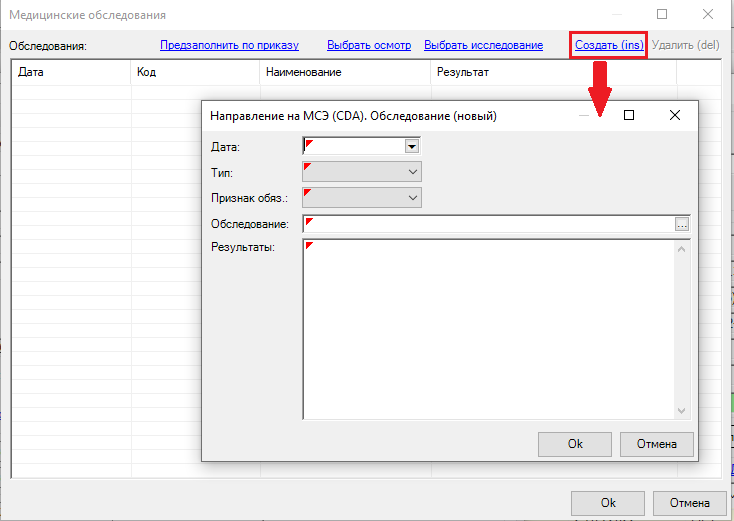 Медицинские обследования
Обследования: Предзаполнить по приказу Выбрать осмотр Выбрать исследование Создать (ins) Удалить (del)
Дата Код Наименование Результат
Направление на МСЭ (CDA). Обследование (новый)
Дата:
Тип:
Признак обяз.:
Обследование: ...
Результаты:
Ok Отмена
Ok Отмена